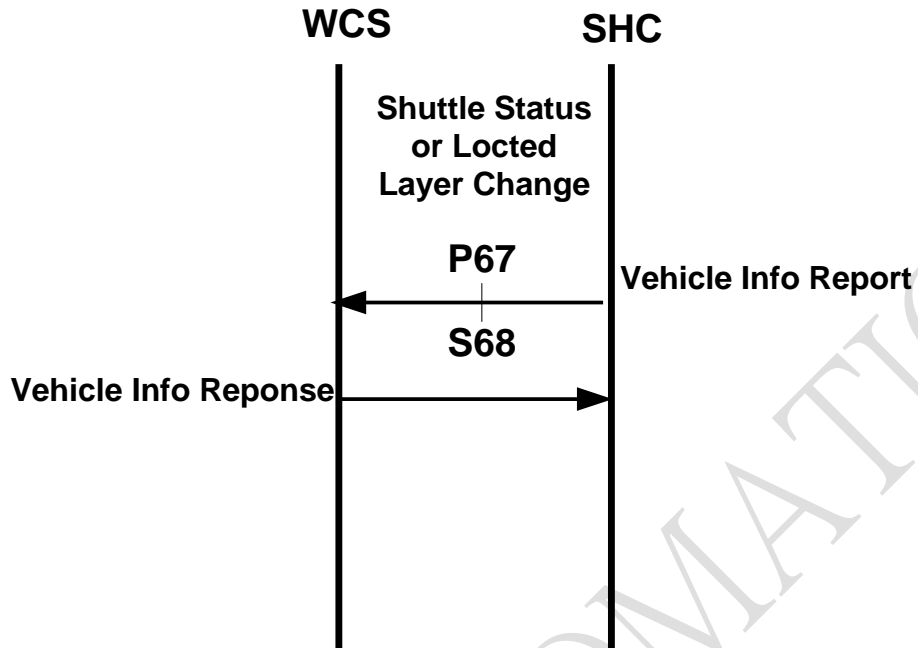 WCS
SHC
Shuttle Status
or Locted
Layer Change
P67
Vehicle Info Report
S68
Vehicle Info Reponse